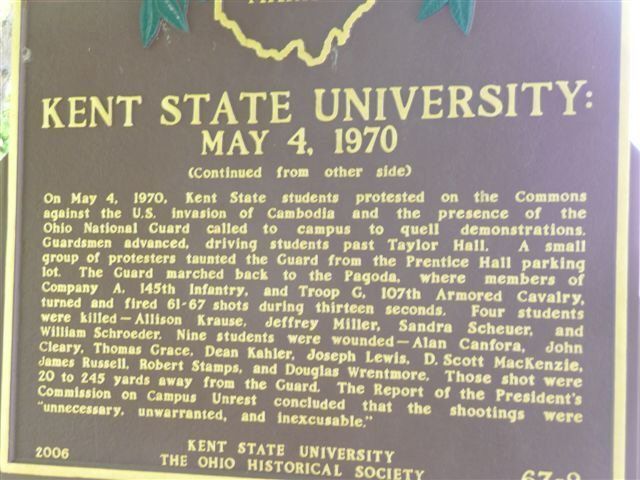 KENT STATE UNIVERSITY:
MAY 4, 1970
(Continued from other side)
On May 4, 1970, Kent State students protested on the Commons
against the U.S. invasion of Cambodia and the presence of the
Ohio National Guard called to campus to quell demonstrations.
Guardsmen advanced, driving students past Taylor Hall. A small
group of protesters taunted the Guard from the Prentice Hall parking
lot. The Guard marched back to the Pagoda, where members of
Company A, 145th Infantry, and Troop G, 107th Armored Cavalry,
turned and fired 61-67 shots during thirteen seconds. Four students
were killed—Allison Krause, Jeffrey Miller, Sandra Scheuer, and
William Schroeder. Nine students were wounded—Alan Canfora, John
Cleary, Thomas Grace, Dean Kahler, Joseph Lewis, D. Scott MacKenzie,
James Russell, Robert Stamps, and Douglas Wrentmore. Those shot were
20 to 245 yards away from the Guard. The Report of the President's
Commission on Campus Unrest concluded that the shootings were
"unnecessary, unwarranted, and inexcusable."
KENT STATE UNIVERSITY
2006 THE OHIO HISTORICAL SOCIETY 67-9